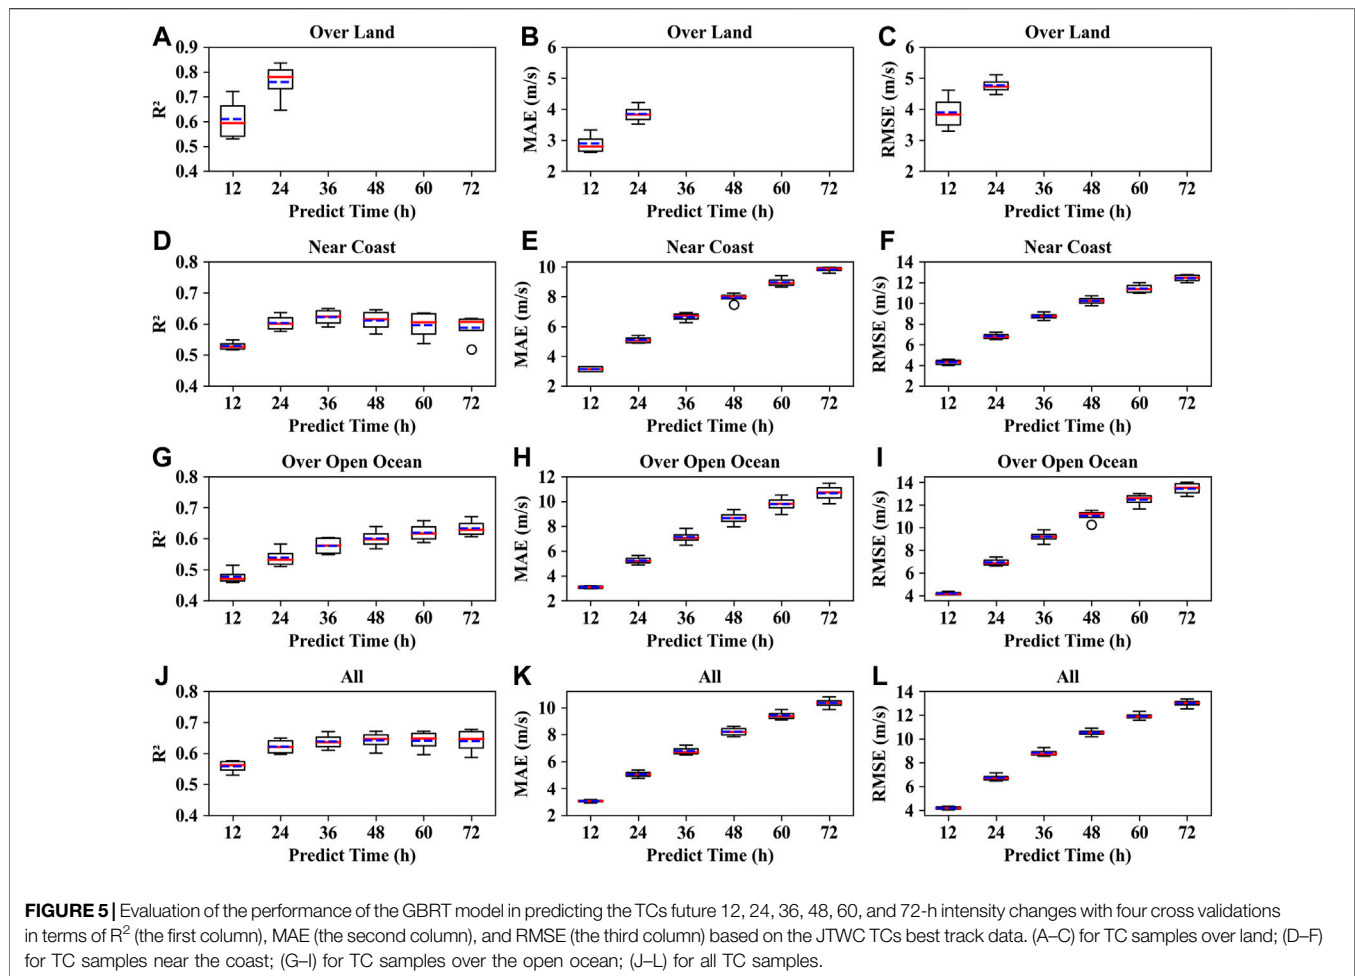 A Over Land
R²
0.9
0.8
0.7
0.6
0.5
0.4
12 24 36 48 60 72
Predict Time (h)
B Over Land
MAE (m/s)
6
5
4
3
2
12 24 36 48 60 72
Predict Time (h)
C Over Land
RMSE (m/s)
6
5
4
3
2
12 24 36 48 60 72
Predict Time (h)
D Near Coast
R²
0.8
0.7
0.6
0.5
0.4
12 24 36 48 60 72
Predict Time (h)
E Near Coast
MAE (m/s)
10
8
6
4
2
12 24 36 48 60 72
Predict Time (h)
F Near Coast
RMSE (m/s)
14
12
10
8
6
4
2
12 24 36 48 60 72
Predict Time (h)
G Over Open Ocean
R²
0.8
0.7
0.6
0.5
0.4
12 24 36 48 60 72
Predict Time (h)
H Over Open Ocean
MAE (m/s)
12
10
8
6
4
2
12 24 36 48 60 72
Predict Time (h)
I Over Open Ocean
RMSE (m/s)
14
12
10
8
6
4
12 24 36 48 60 72
Predict Time (h)
J All
R²
0.8
0.7
0.6
0.5
0.4
12 24 36 48 60 72
Predict Time (h)
K All
MAE (m/s)
10
8
6
4
2
12 24 36 48 60 72
Predict Time (h)
L All
RMSE (m/s)
14
12
10
8
6
4
12 24 36 48 60 72
Predict Time (h)
FIGURE 5 | Evaluation of the performance of the GBRT model in predicting the TCs future 12, 24, 36, 48, 60, and 72-h intensity changes with four cross validations
in terms of R² (the first column), MAE (the second column), and RMSE (the third column) based on the JTWC TCs best track data. (A–C) for TC samples over land; (D–F)
for TC samples near the coast; (G–I) for TC samples over the open ocean; (J–L) for all TC samples.